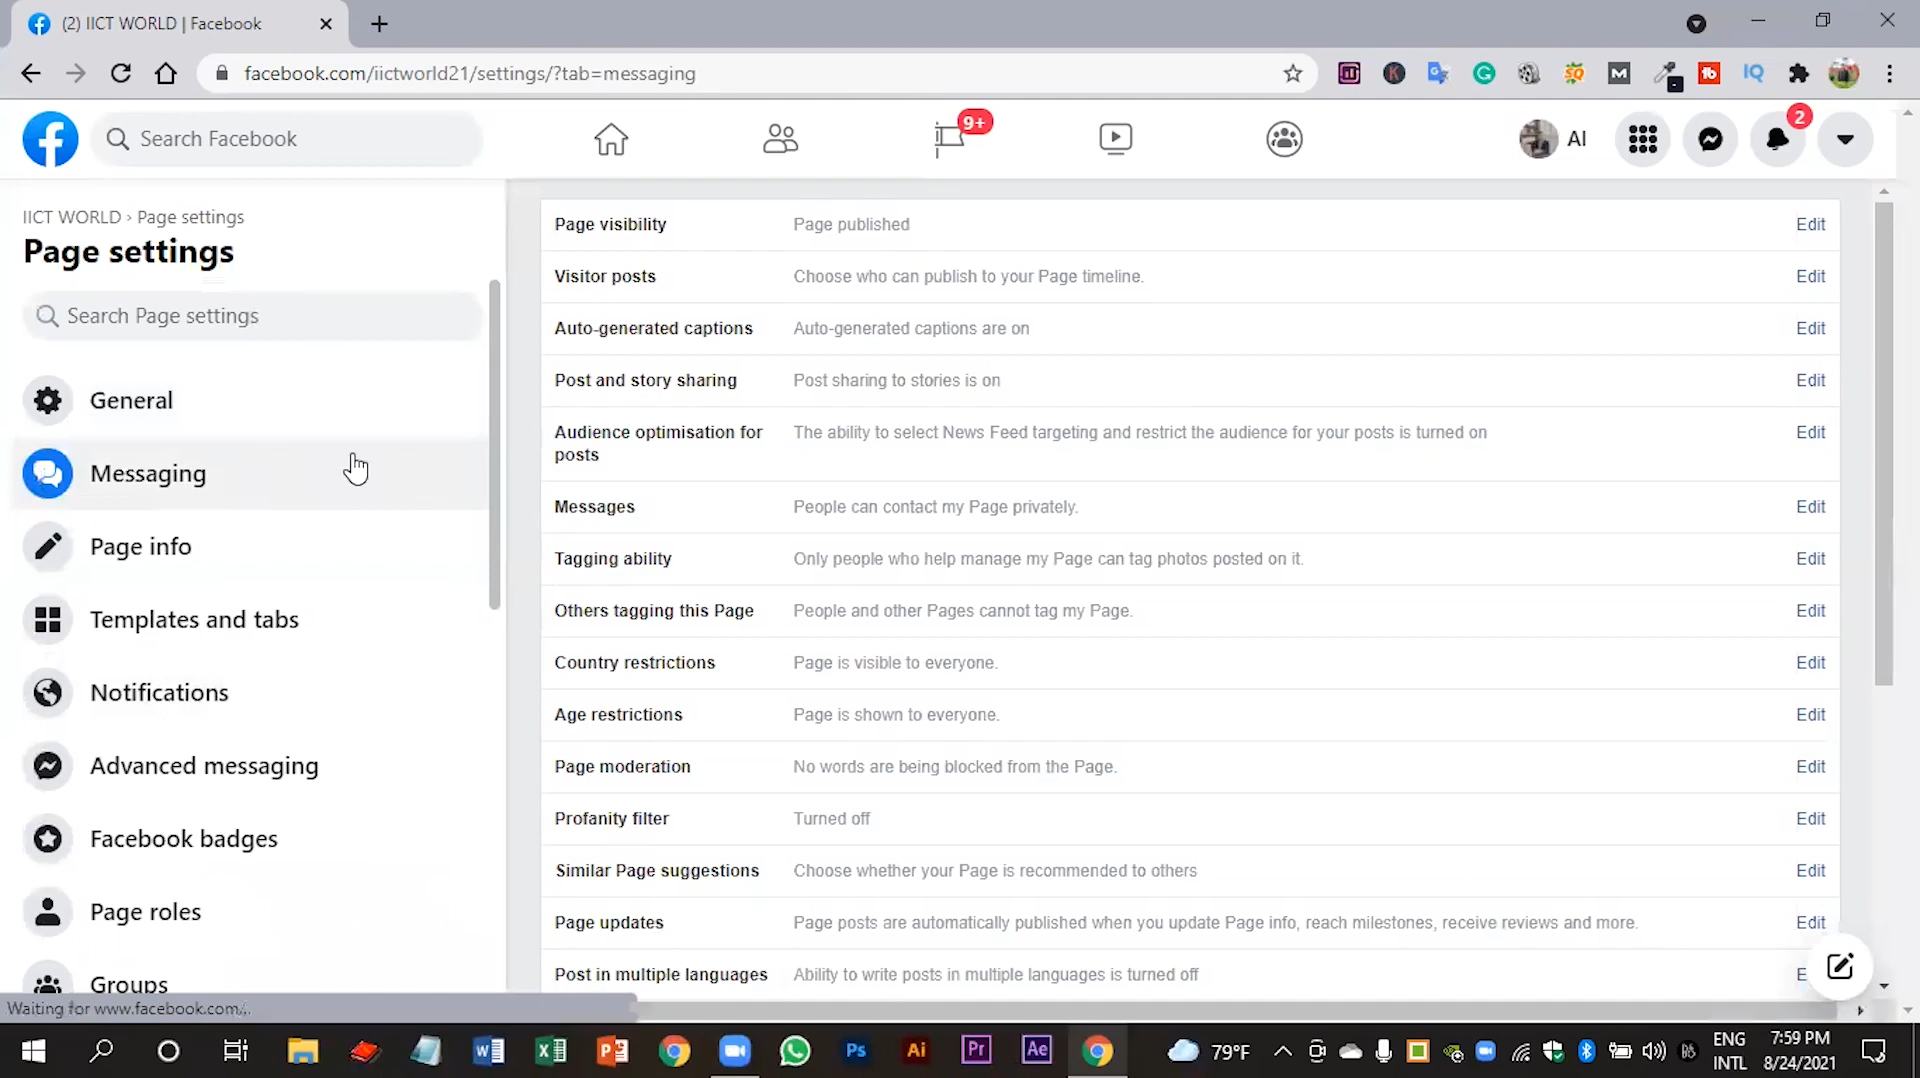 (2) IICT WORLD | Facebook
facebook.com/iictworld21/settings/?tab=messaging
Search Facebook
9+
AI
2
IICT WORLD › Page settings
Page settings
Search Page settings
General
Messaging
Page info
Templates and tabs
Notifications
Advanced messaging
Facebook badges
Page roles
Groups
Waiting for www.facebook.com/...
Page visibility Page published Edit
Visitor posts Choose who can publish to your Page timeline. Edit
Auto-generated captions Auto-generated captions are on Edit
Post and story sharing Post sharing to stories is on Edit
Audience optimisation for The ability to select News Feed targeting and restrict the audience for your posts is turned on Edit
posts
Messages People can contact my Page privately. Edit
Tagging ability Only people who help manage my Page can tag photos posted on it. Edit
Others tagging this Page People and other Pages cannot tag my Page. Edit
Country restrictions Page is visible to everyone. Edit
Age restrictions Page is shown to everyone. Edit
Page moderation No words are being blocked from the Page. Edit
Profanity filter Turned off Edit
Similar Page suggestions Choose whether your Page is recommended to others Edit
Page updates Page posts are automatically published when you update Page info, reach milestones, receive reviews and more. Edit
Post in multiple languages Ability to write posts in multiple languages is turned off
Ps
Ai
Pr
Ae
79°F
ENG
INTL
7:59 PM
8/24/2021